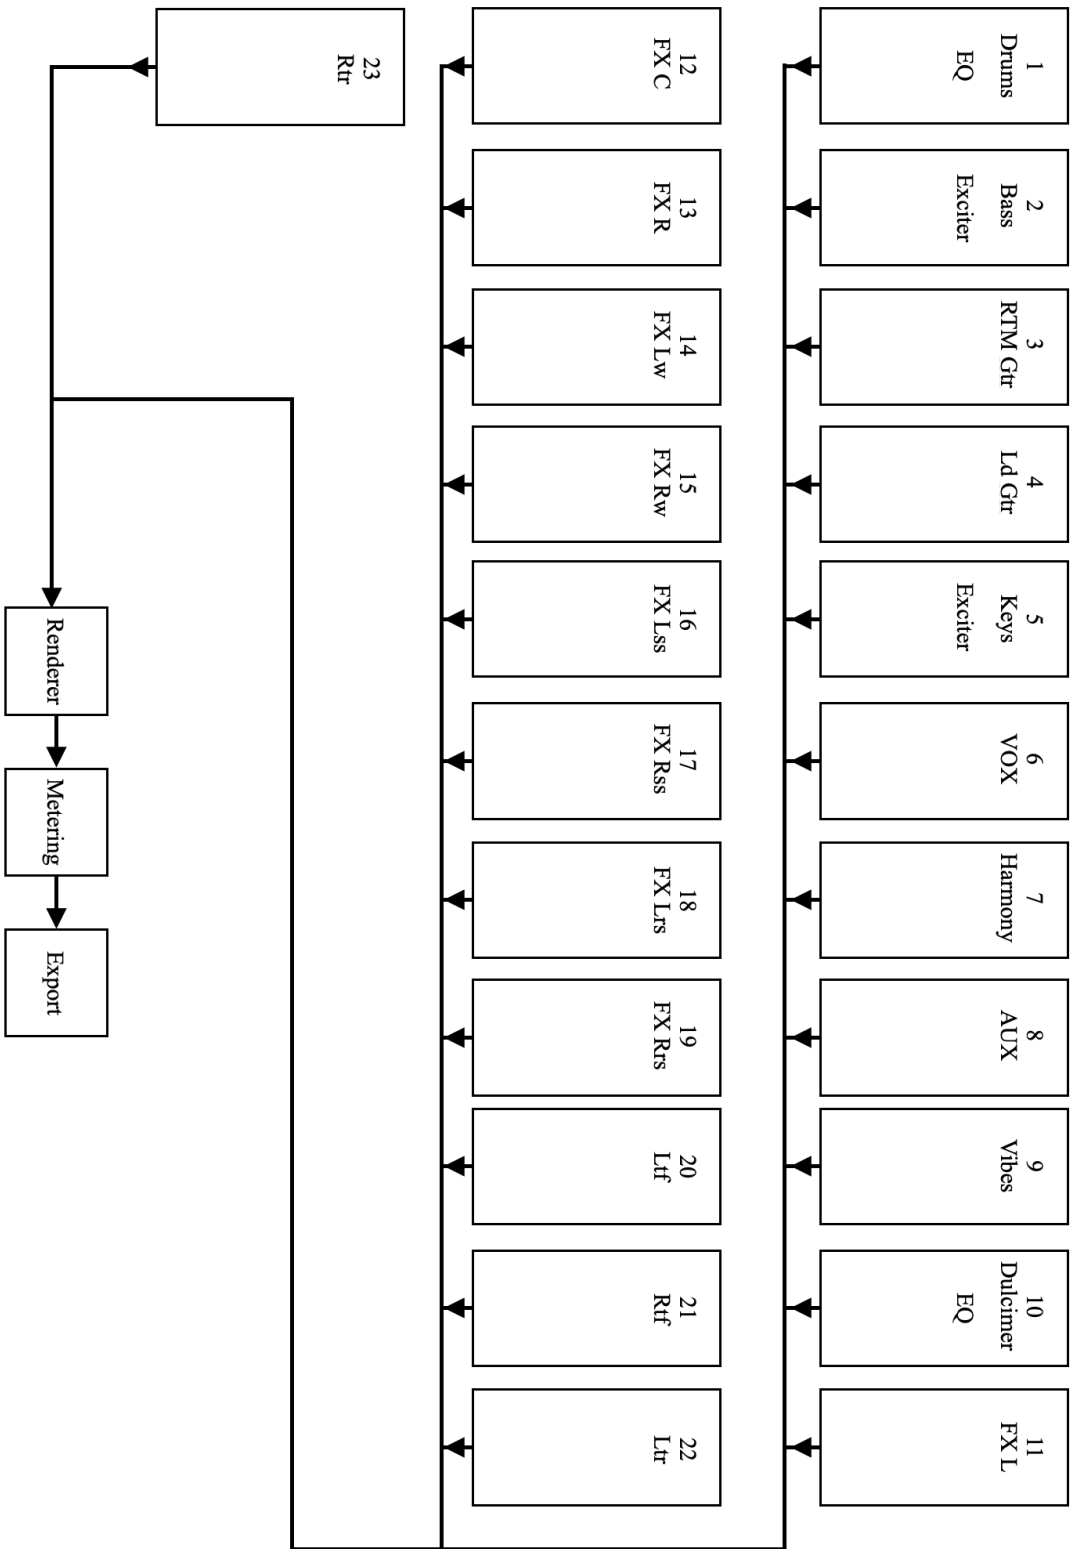 1
Drums
EQ
2
Bass
Exciter
3
RTM Gtr
4
Ld Gtr
5
Keys
Exciter
6
VOX
7
Harmony
8
AUX
9
Vibes
10
Dulcimer
EQ
11
FX L
12
FX C
13
FX R
14
FX Lw
15
FX Rw
16
FX Lss
17
FX Rss
18
FX Lrs
19
FX Rrs
20
Ltf
21
Rtf
22
Ltr
23
Rtr
Renderer
Metering
Export